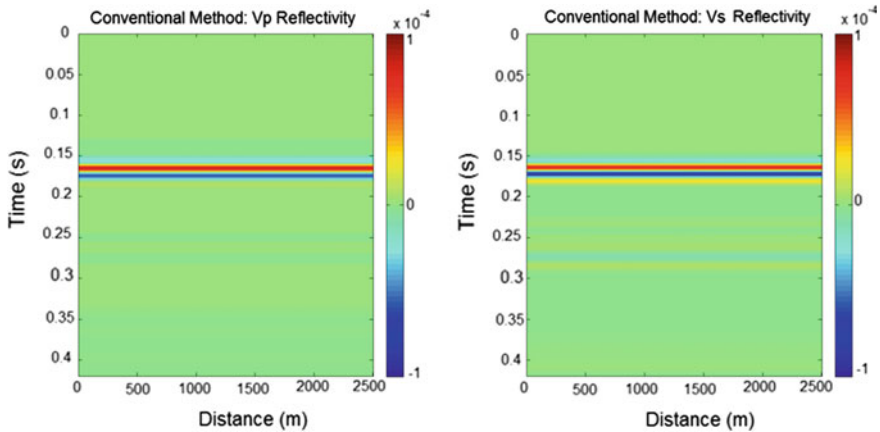 Conventional Method: Vp Reflectivity
x 10⁻⁴
0
0.05
0.1
0.15
0.2
0.25
0.3
0.35
0.4
Time (s)
0 500 1000 1500 2000 2500
Distance (m)
1
0
-1
Conventional Method: Vs Reflectivity
x 10⁻⁴
0
0.05
0.1
0.15
0.2
0.25
0.3
0.35
0.4
Time (s)
0 500 1000 1500 2000 2500
Distance (m)
1
0
-1